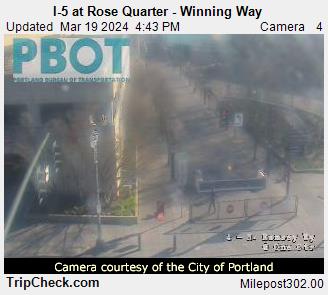 I-5 at Rose Quarter - Winning Way
Updated Mar 19 2024 4:43 PM Camera 4
PBOT
PORTLAND BUREAU OF TRANSPORTATION
Camera courtesy of the City of Portland
TripCheck.com Milepost302.00